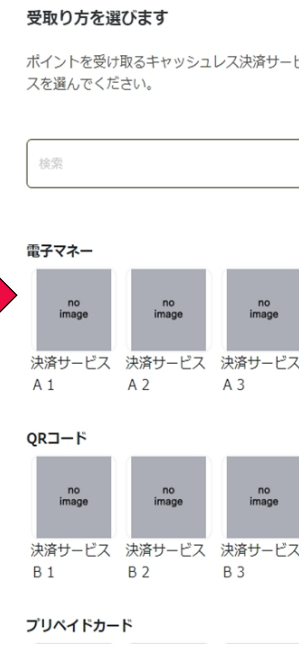 受取り方を選びます
ポイントを受け取るキャッシュレス決済サー
スを選んでください。
検索
電子マネー
no no no
image image image
決済サービス 決済サービス 決済サービス
A 1 A 2 A 3
QRコード
no no no
image image image
決済サービス 決済サービス 決済サービス
B 1 B 2 B 3
プリペイドカード